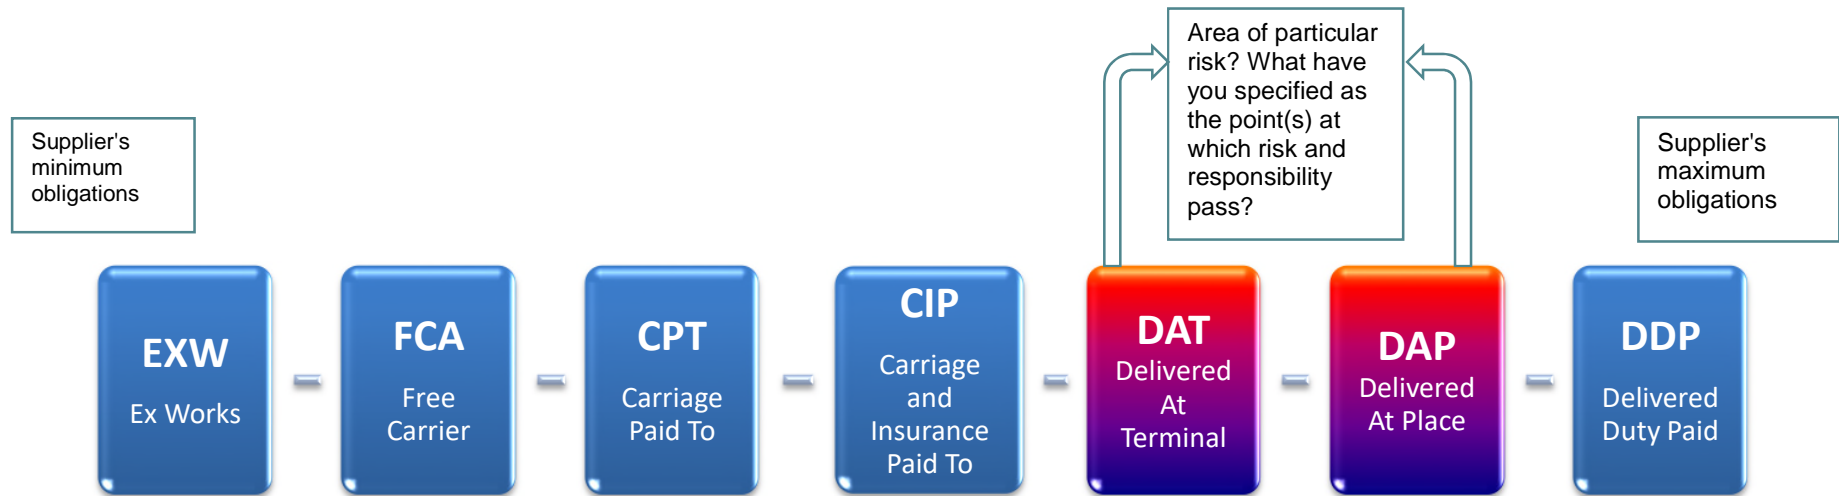 Supplier's
minimum
obligations
Area of particular
risk? What have
you specified as
the point(s) at
which risk and
responsibility
pass?
Supplier's
maximum
obligations
EXW
Ex Works
FCA
Free
Carrier
CPT
Carriage
Paid To
CIP
Carriage
and
Insurance
Paid To
DAT
Delivered
At
Terminal
DAP
Delivered
At Place
DDP
Delivered
Duty Paid